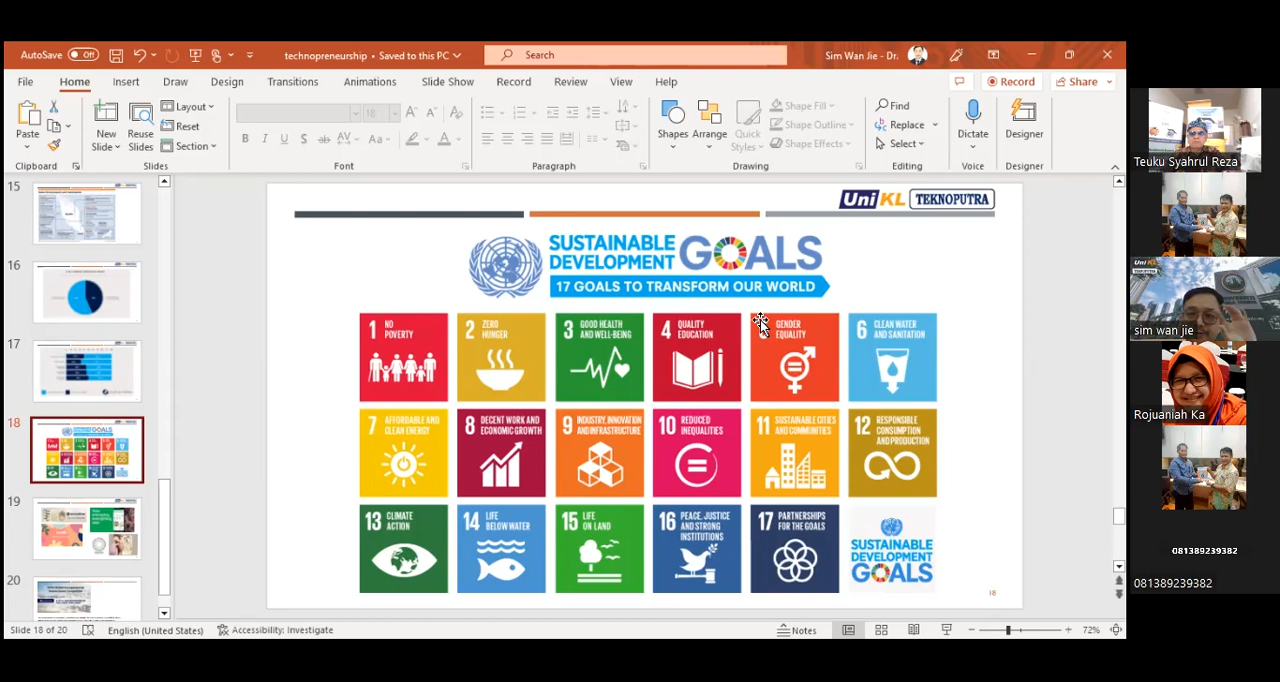 AutoSave Off
technopreneurship • Saved to this PC
Search
Sim Wan Jie - Dr.
File Home Insert Draw Design Transitions Animations Slide Show Record Review View Help
Record
Share
Paste
New Slide
Reuse Slides
Layout
Reset
Section
18
Shapes
Arrange
Quick Styles
Shape Fill
Shape Outline
Shape Effects
Find
Replace
Select
Dictate
Designer
Clipboard Slides Font Paragraph Drawing Editing Voice Designer
15
16
17
18
19
20
UniKL TEKNOPUTRA
SUSTAINABLE
DEVELOPMENT
GOALS
17 GOALS TO TRANSFORM OUR WORLD
1 NO POVERTY
2 ZERO HUNGER
3 GOOD HEALTH AND WELL-BEING
4 QUALITY EDUCATION
GENDER EQUALITY
6 CLEAN WATER AND SANITATION
7 AFFORDABLE AND CLEAN ENERGY
8 DECENT WORK AND ECONOMIC GROWTH
9 INDUSTRY, INNOVATION AND INFRASTRUCTURE
10 REDUCED INEQUALITIES
11 SUSTAINABLE CITIES AND COMMUNITIES
12 RESPONSIBLE CONSUMPTION AND PRODUCTION
13 CLIMATE ACTION
14 LIFE BELOW WATER
15 LIFE ON LAND
16 PEACE, JUSTICE AND STRONG INSTITUTIONS
17 PARTNERSHIPS FOR THE GOALS
SUSTAINABLE
DEVELOPMENT
GOALS
18
Slide 18 of 20
English (United States)
Accessibility: Investigate
Notes
72%
Teuku Syahrul Reza
UniKL
sim wan jie
Rojuaniah Ka
081389239382
081389239382